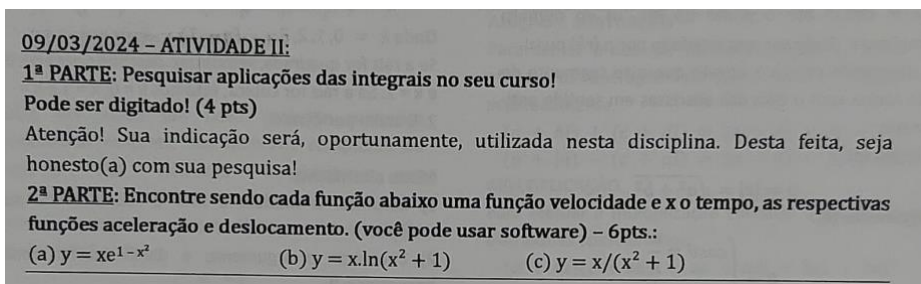 09/03/2024 – ATIVIDADE II:
1ª PARTE: Pesquisar aplicações das integrais no seu curso!
Pode ser digitado! (4 pts)
Atenção! Sua indicação será, oportunamente, utilizada nesta disciplina. Desta feita, seja
honesto(a) com sua pesquisa!
2ª PARTE: Encontre sendo cada função abaixo uma função velocidade e x o tempo, as respectivas
funções aceleração e deslocamento. (você pode usar software) – 6pts.:
(a) y = xe^{1-x²} (b) y = x.ln(x² + 1) (c) y = x/(x² + 1)